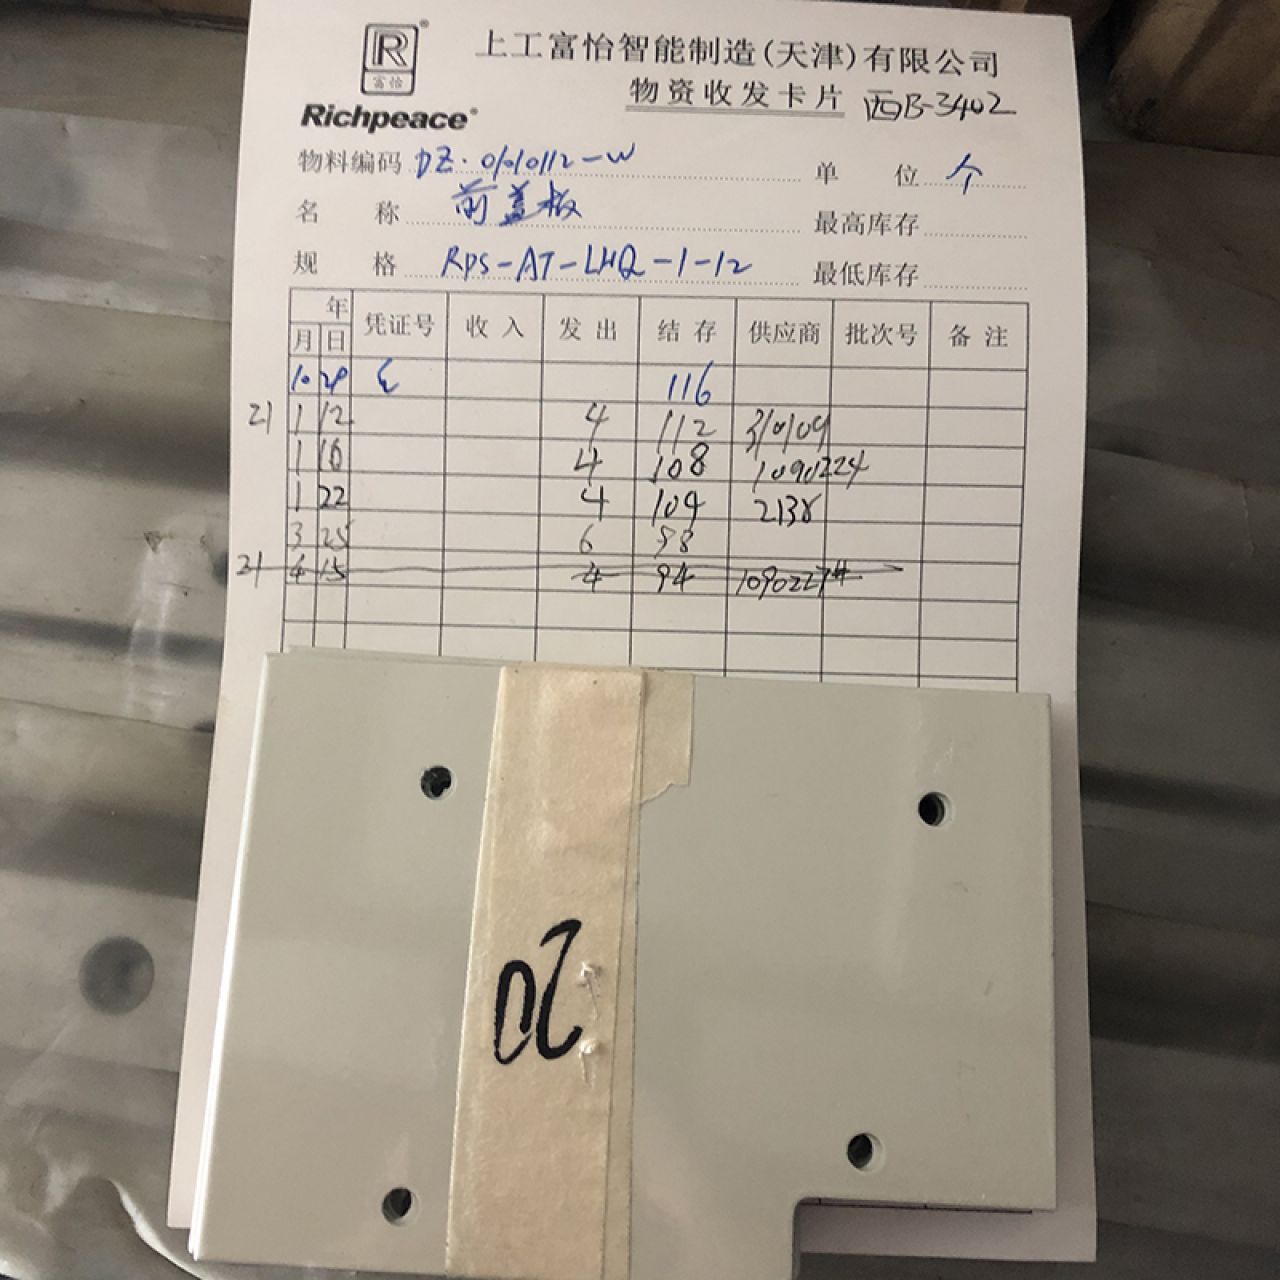 R®
富怡
Richpeace®
上工富怡智能制造(天津)有限公司
物资收发卡片 西B-3402
物料编码 DZ.01010112-W 单 位 个
名 称 前盖板 最高库存
规 格 RPS-AT-LHQ-1-12 最低库存
年
月 日 凭证号 收 入 发 出 结 存 供应商 批次号 备 注
10 116
21 1 12 4 112
1 16 4 108 1090224
1 22 4 104 2138
3 25 6 98
21 4 15 4 94
20